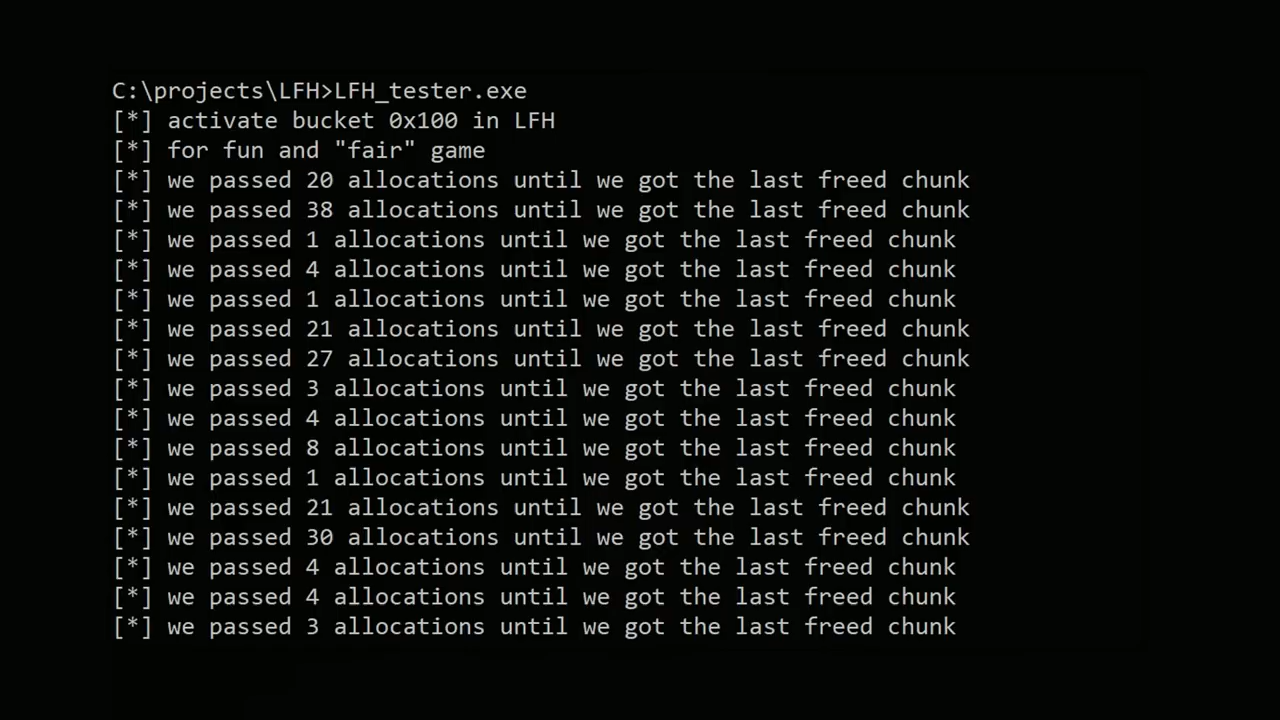 C:\projects\LFH>LFH_tester.exe
[*] activate bucket 0x100 in LFH
[*] for fun and "fair" game
[*] we passed 20 allocations until we got the last freed chunk
[*] we passed 38 allocations until we got the last freed chunk
[*] we passed 1 allocations until we got the last freed chunk
[*] we passed 4 allocations until we got the last freed chunk
[*] we passed 1 allocations until we got the last freed chunk
[*] we passed 21 allocations until we got the last freed chunk
[*] we passed 27 allocations until we got the last freed chunk
[*] we passed 3 allocations until we got the last freed chunk
[*] we passed 4 allocations until we got the last freed chunk
[*] we passed 8 allocations until we got the last freed chunk
[*] we passed 1 allocations until we got the last freed chunk
[*] we passed 21 allocations until we got the last freed chunk
[*] we passed 30 allocations until we got the last freed chunk
[*] we passed 4 allocations until we got the last freed chunk
[*] we passed 4 allocations until we got the last freed chunk
[*] we passed 3 allocations until we got the last freed chunk